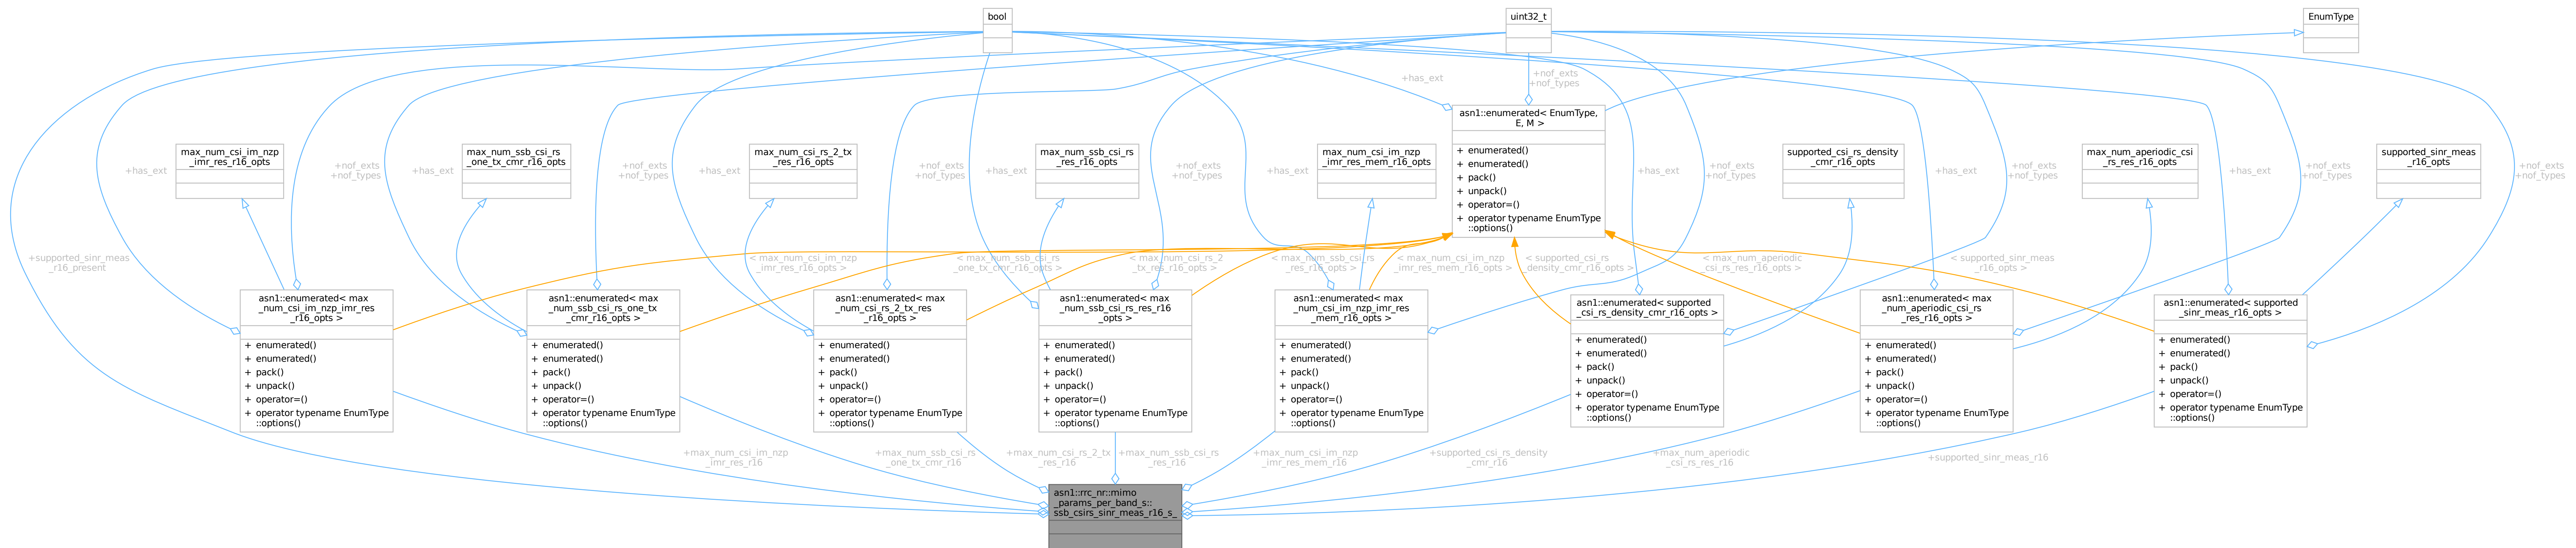 bool
uint32_t
EnumType
+has_ext
+nof_exts
+nof_types
asn1::enumerated< EnumType,
E, M >
+ enumerated()
+ enumerated()
+ pack()
+ unpack()
+ operator=()
+ operator typename EnumType
::options()
max_num_csi_im_nzp
_imr_res_r16_opts
max_num_ssb_csi_rs
_one_tx_cmr_r16_opts
max_num_csi_rs_2_tx
_res_r16_opts
max_num_ssb_csi_rs
_res_r16_opts
max_num_csi_im_nzp
_imr_res_mem_r16_opts
supported_csi_rs_density
_cmr_r16_opts
max_num_aperiodic_csi
_rs_res_r16_opts
supported_sinr_meas
_r16_opts
+has_ext
+nof_exts
+nof_types
+has_ext
+nof_exts
+nof_types
+has_ext
+nof_exts
+nof_types
+has_ext
+nof_exts
+nof_types
+has_ext
+has_ext
+nof_exts
+nof_types
+has_ext
+nof_exts
+nof_types
+has_ext
+nof_exts
+nof_types
+supported_sinr_meas
_r16_present
< max_num_csi_im_nzp
_imr_res_r16_opts >
< max_num_ssb_csi_rs
_one_tx_cmr_r16_opts >
< max_num_csi_rs_2
_tx_res_r16_opts >
< max_num_ssb_csi_rs
_res_r16_opts >
< max_num_csi_im_nzp
_imr_res_mem_r16_opts >
< supported_csi_rs
_density_cmr_r16_opts >
< max_num_aperiodic
_csi_rs_res_r16_opts >
< supported_sinr_meas
_r16_opts >
asn1::enumerated< max
_num_csi_im_nzp_imr_res
_r16_opts >
+ enumerated()
+ enumerated()
+ pack()
+ unpack()
+ operator=()
+ operator typename EnumType
::options()
asn1::enumerated< max
_num_ssb_csi_rs_one_tx
_cmr_r16_opts >
+ enumerated()
+ enumerated()
+ pack()
+ unpack()
+ operator=()
+ operator typename EnumType
::options()
asn1::enumerated< max
_num_csi_rs_2_tx_res
_r16_opts >
+ enumerated()
+ enumerated()
+ pack()
+ unpack()
+ operator=()
+ operator typename EnumType
::options()
asn1::enumerated< max
_num_ssb_csi_rs_res_r16
_opts >
+ enumerated()
+ enumerated()
+ pack()
+ unpack()
+ operator=()
+ operator typename EnumType
::options()
asn1::enumerated< max
_num_csi_im_nzp_imr_res
_mem_r16_opts >
+ enumerated()
+ enumerated()
+ pack()
+ unpack()
+ operator=()
+ operator typename EnumType
::options()
asn1::enumerated< supported
_csi_rs_density_cmr_r16_opts >
+ enumerated()
+ enumerated()
+ pack()
+ unpack()
+ operator=()
+ operator typename EnumType
::options()
asn1::enumerated< max
_num_aperiodic_csi_rs
_res_r16_opts >
+ enumerated()
+ enumerated()
+ pack()
+ unpack()
+ operator=()
+ operator typename EnumType
::options()
asn1::enumerated< supported
_sinr_meas_r16_opts >
+ enumerated()
+ enumerated()
+ pack()
+ unpack()
+ operator=()
+ operator typename EnumType
::options()
+max_num_csi_im_nzp
_imr_res_r16
+max_num_ssb_csi_rs
_one_tx_cmr_r16
+max_num_csi_rs_2_tx
_res_r16
+max_num_ssb_csi_rs
_res_r16
+max_num_csi_im_nzp
_imr_res_mem_r16
+supported_csi_rs_density
_cmr_r16
+max_num_aperiodic
_csi_rs_res_r16
+supported_sinr_meas_r16
asn1::rrc_nr::mimo
_params_per_band_s::
ssb_csirs_sinr_meas_r16_s_